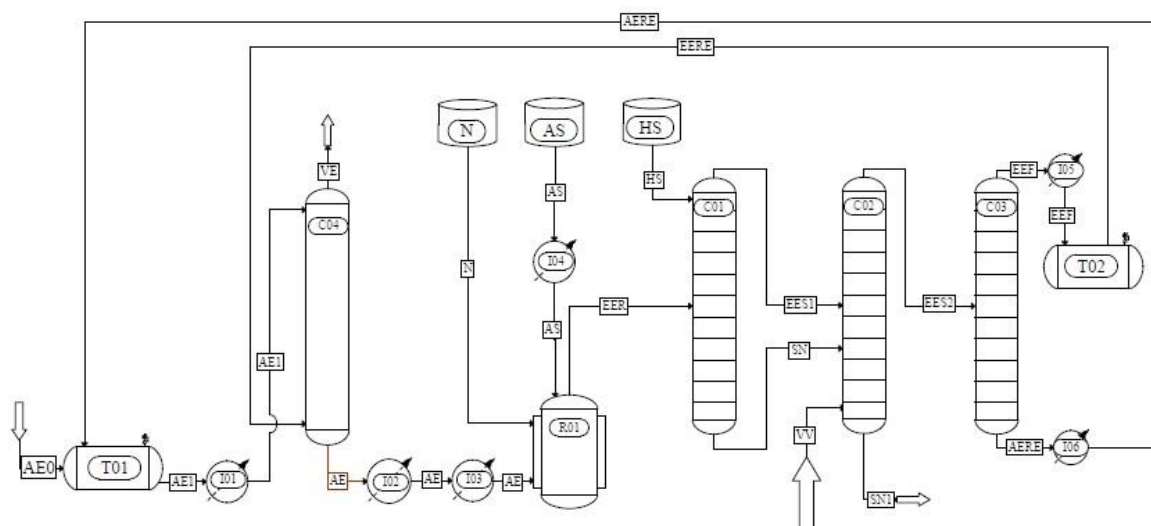 AERE
EERE
N
AS
HS
VE
AS
HS
C04
C01
C02
C03
EEF
I05
EEF
T02
I04
N
AS
EER
EES1
EES2
SN
AE1
R01
VV
AE0
T01
AE1
I01
AE
I02
AE
I03
AE
AERE
I06
SN1